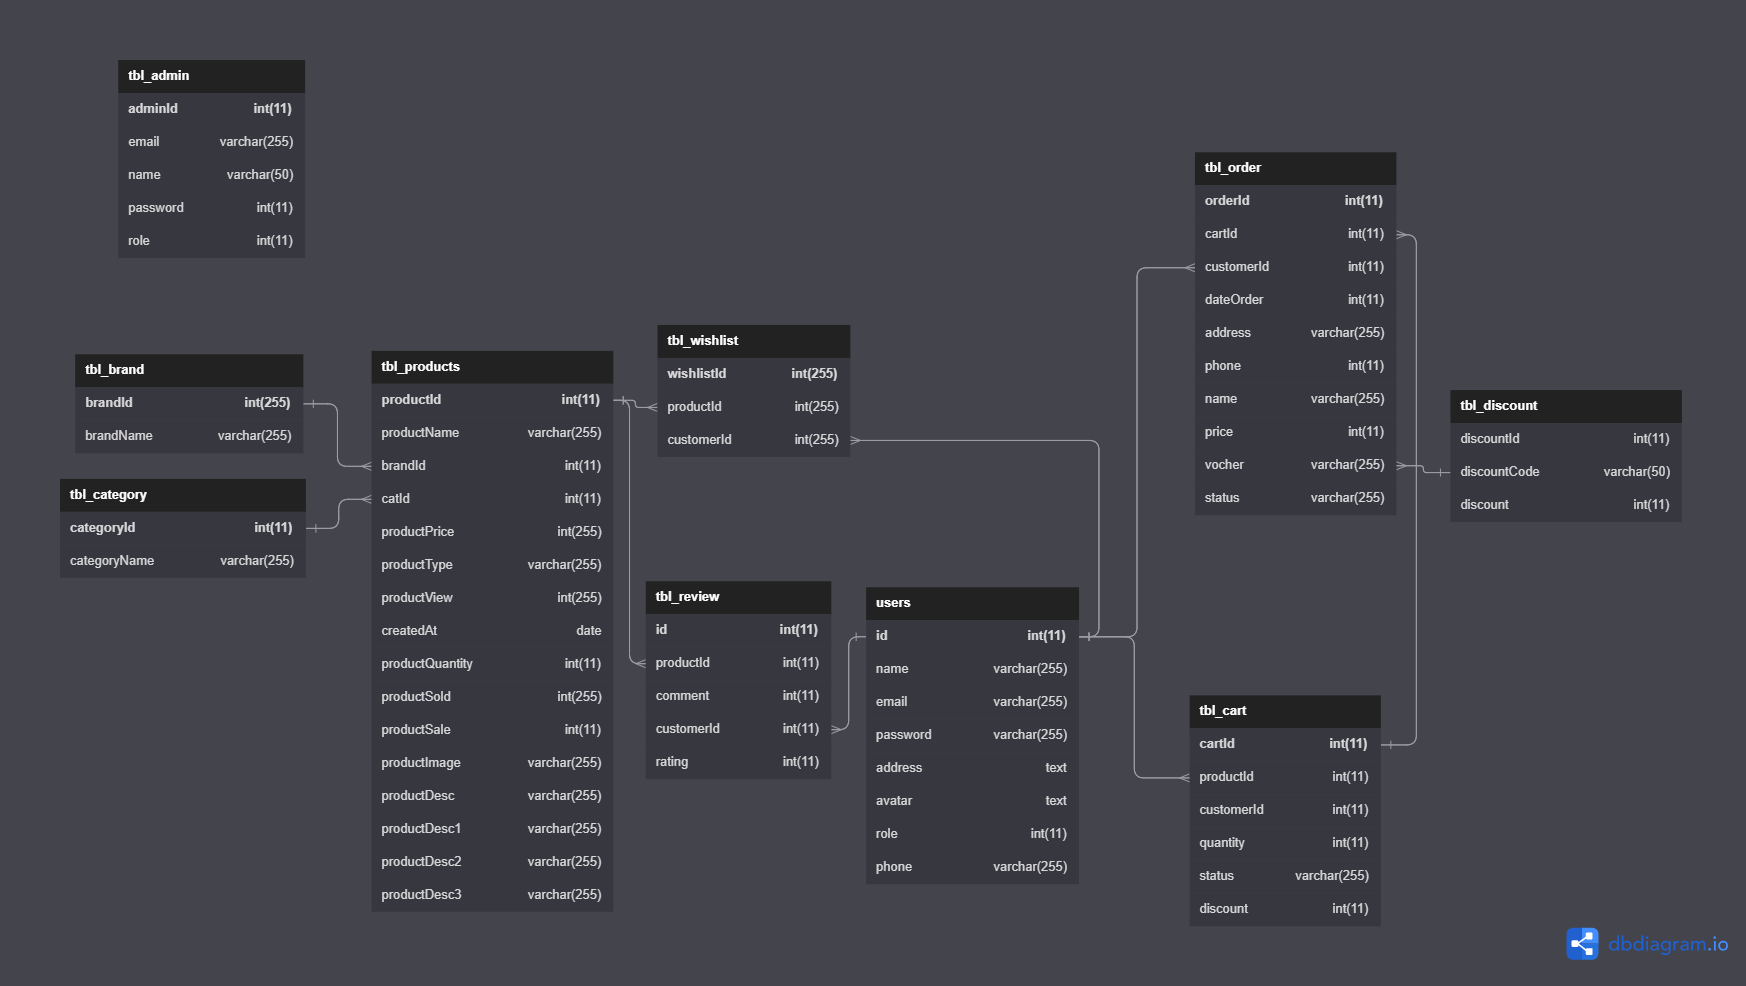 tbl_admin
adminId int(11)
email varchar(255)
name varchar(50)
password int(11)
role int(11)
tbl_brand
brandId int(255)
brandName varchar(255)
tbl_category
categoryId int(11)
categoryName varchar(255)
tbl_products
productId int(11)
productName varchar(255)
brandId int(11)
catId int(11)
productPrice int(255)
productType varchar(255)
productView int(255)
createdAt date
productQuantity int(11)
productSold int(255)
productSale int(11)
productImage varchar(255)
productDesc varchar(255)
productDesc1 varchar(255)
productDesc2 varchar(255)
productDesc3 varchar(255)
tbl_wishlist
wishlistId int(255)
productId int(255)
customerId int(255)
tbl_review
id int(11)
productId int(11)
comment int(11)
customerId int(11)
rating int(11)
users
id int(11)
name varchar(255)
email varchar(255)
password varchar(255)
address text
avatar text
role int(11)
phone varchar(255)
tbl_order
orderId int(11)
cartId int(11)
customerId int(11)
dateOrder int(11)
address varchar(255)
phone int(11)
name varchar(255)
price int(11)
vocher varchar(255)
status varchar(255)
tbl_discount
discountId int(11)
discountCode varchar(50)
discount int(11)
tbl_cart
cartId int(11)
productId int(11)
customerId int(11)
quantity int(11)
status varchar(255)
discount int(11)
dbdiagram.io